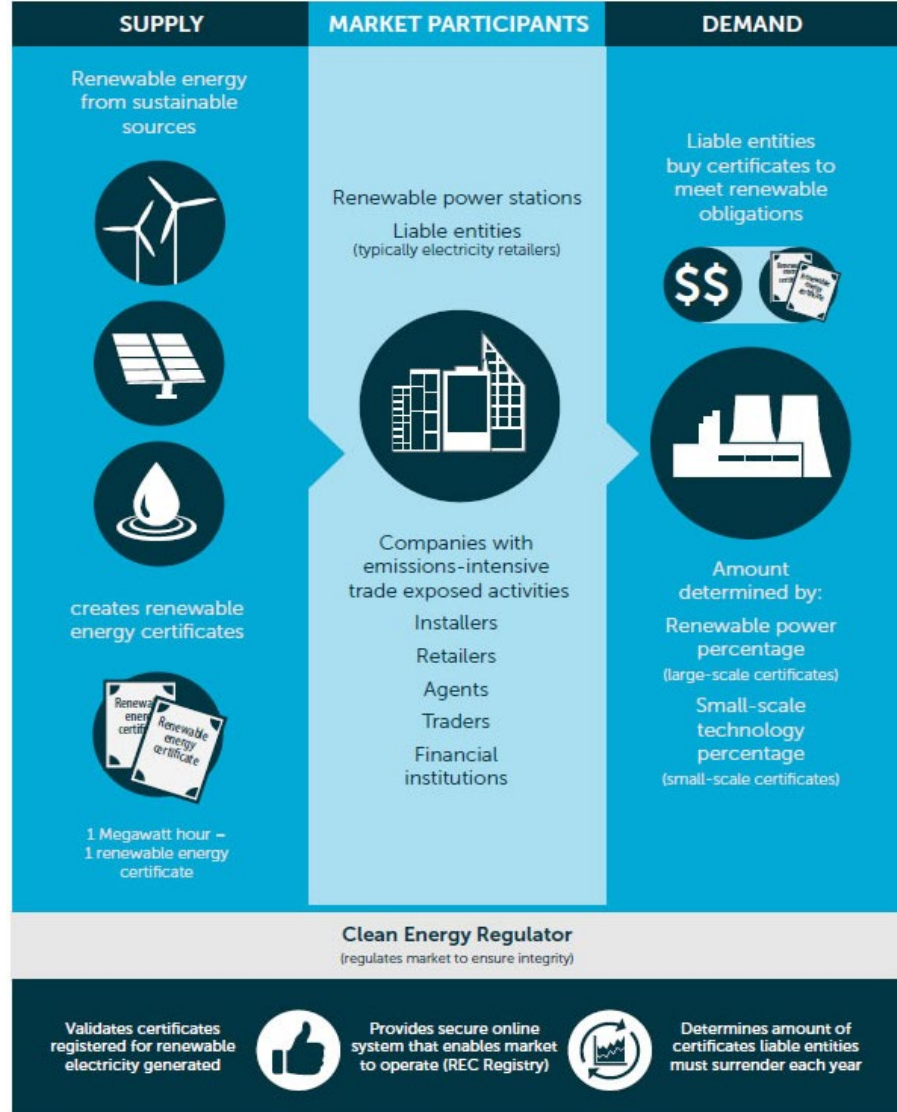 SUPPLY
Renewable energy
from sustainable
sources
creates renewable
energy certificates
Renewable
energy
certificate
1 Megawatt hour –
1 renewable energy
certificate
MARKET PARTICIPANTS
Renewable power stations
Liable entities
(typically electricity retailers)
Companies with
emissions-intensive
trade exposed activities
Installers
Retailers
Agents
Traders
Financial
institutions
DEMAND
Liable entities
buy certificates to
meet renewable
obligations
$$
Renewable
energy
certificate
Amount
determined by:
Renewable power
percentage
(large-scale certificates)
Small-scale
technology
percentage
(small-scale certificates)
Clean Energy Regulator
(regulates market to ensure integrity)
Validates certificates
registered for renewable
electricity generated
Provides secure online
system that enables market
to operate (REC Registry)
Determines amount of
certificates liable entities
must surrender each year